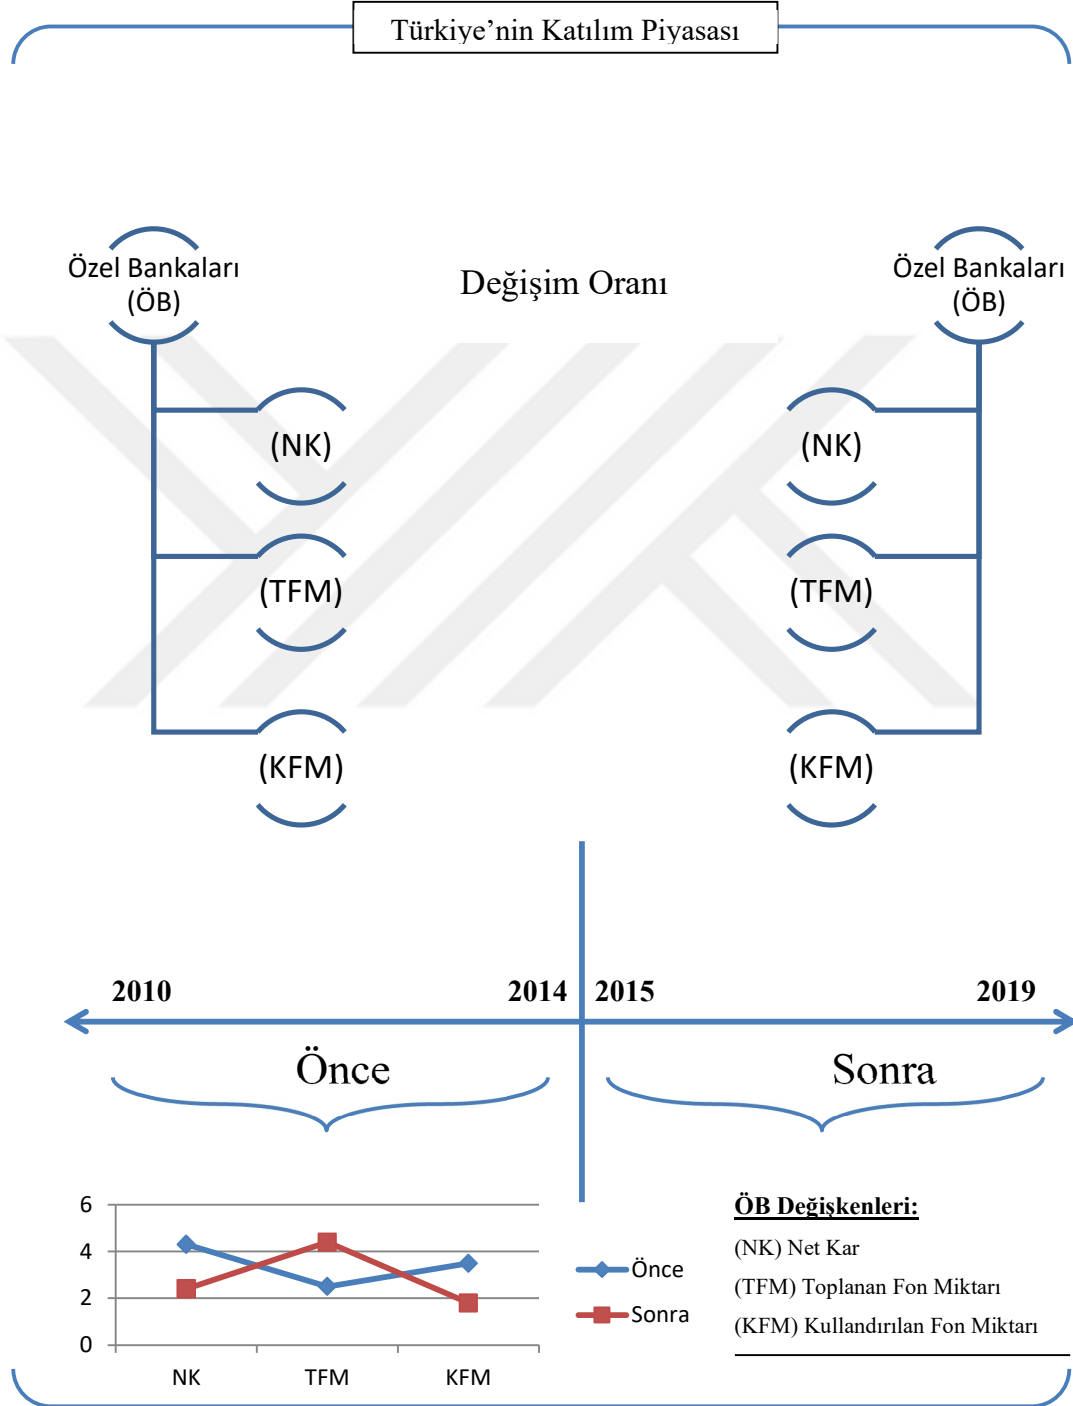 Türkiye’nin Katılım Piyasası
Özel Bankaları
(ÖB)
Değişim Oranı
Özel Bankaları
(ÖB)
(NK)
(NK)
(TFM)
(TFM)
(KFM)
(KFM)
2010
2014
2015
2019
Önce
Sonra
6
4
2
0
NK
TFM
KFM
Önce
Sonra
ÖB Değişkenleri:
(NK) Net Kar
(TFM) Toplanan Fon Miktarı
(KFM) Kullandırılan Fon Miktarı